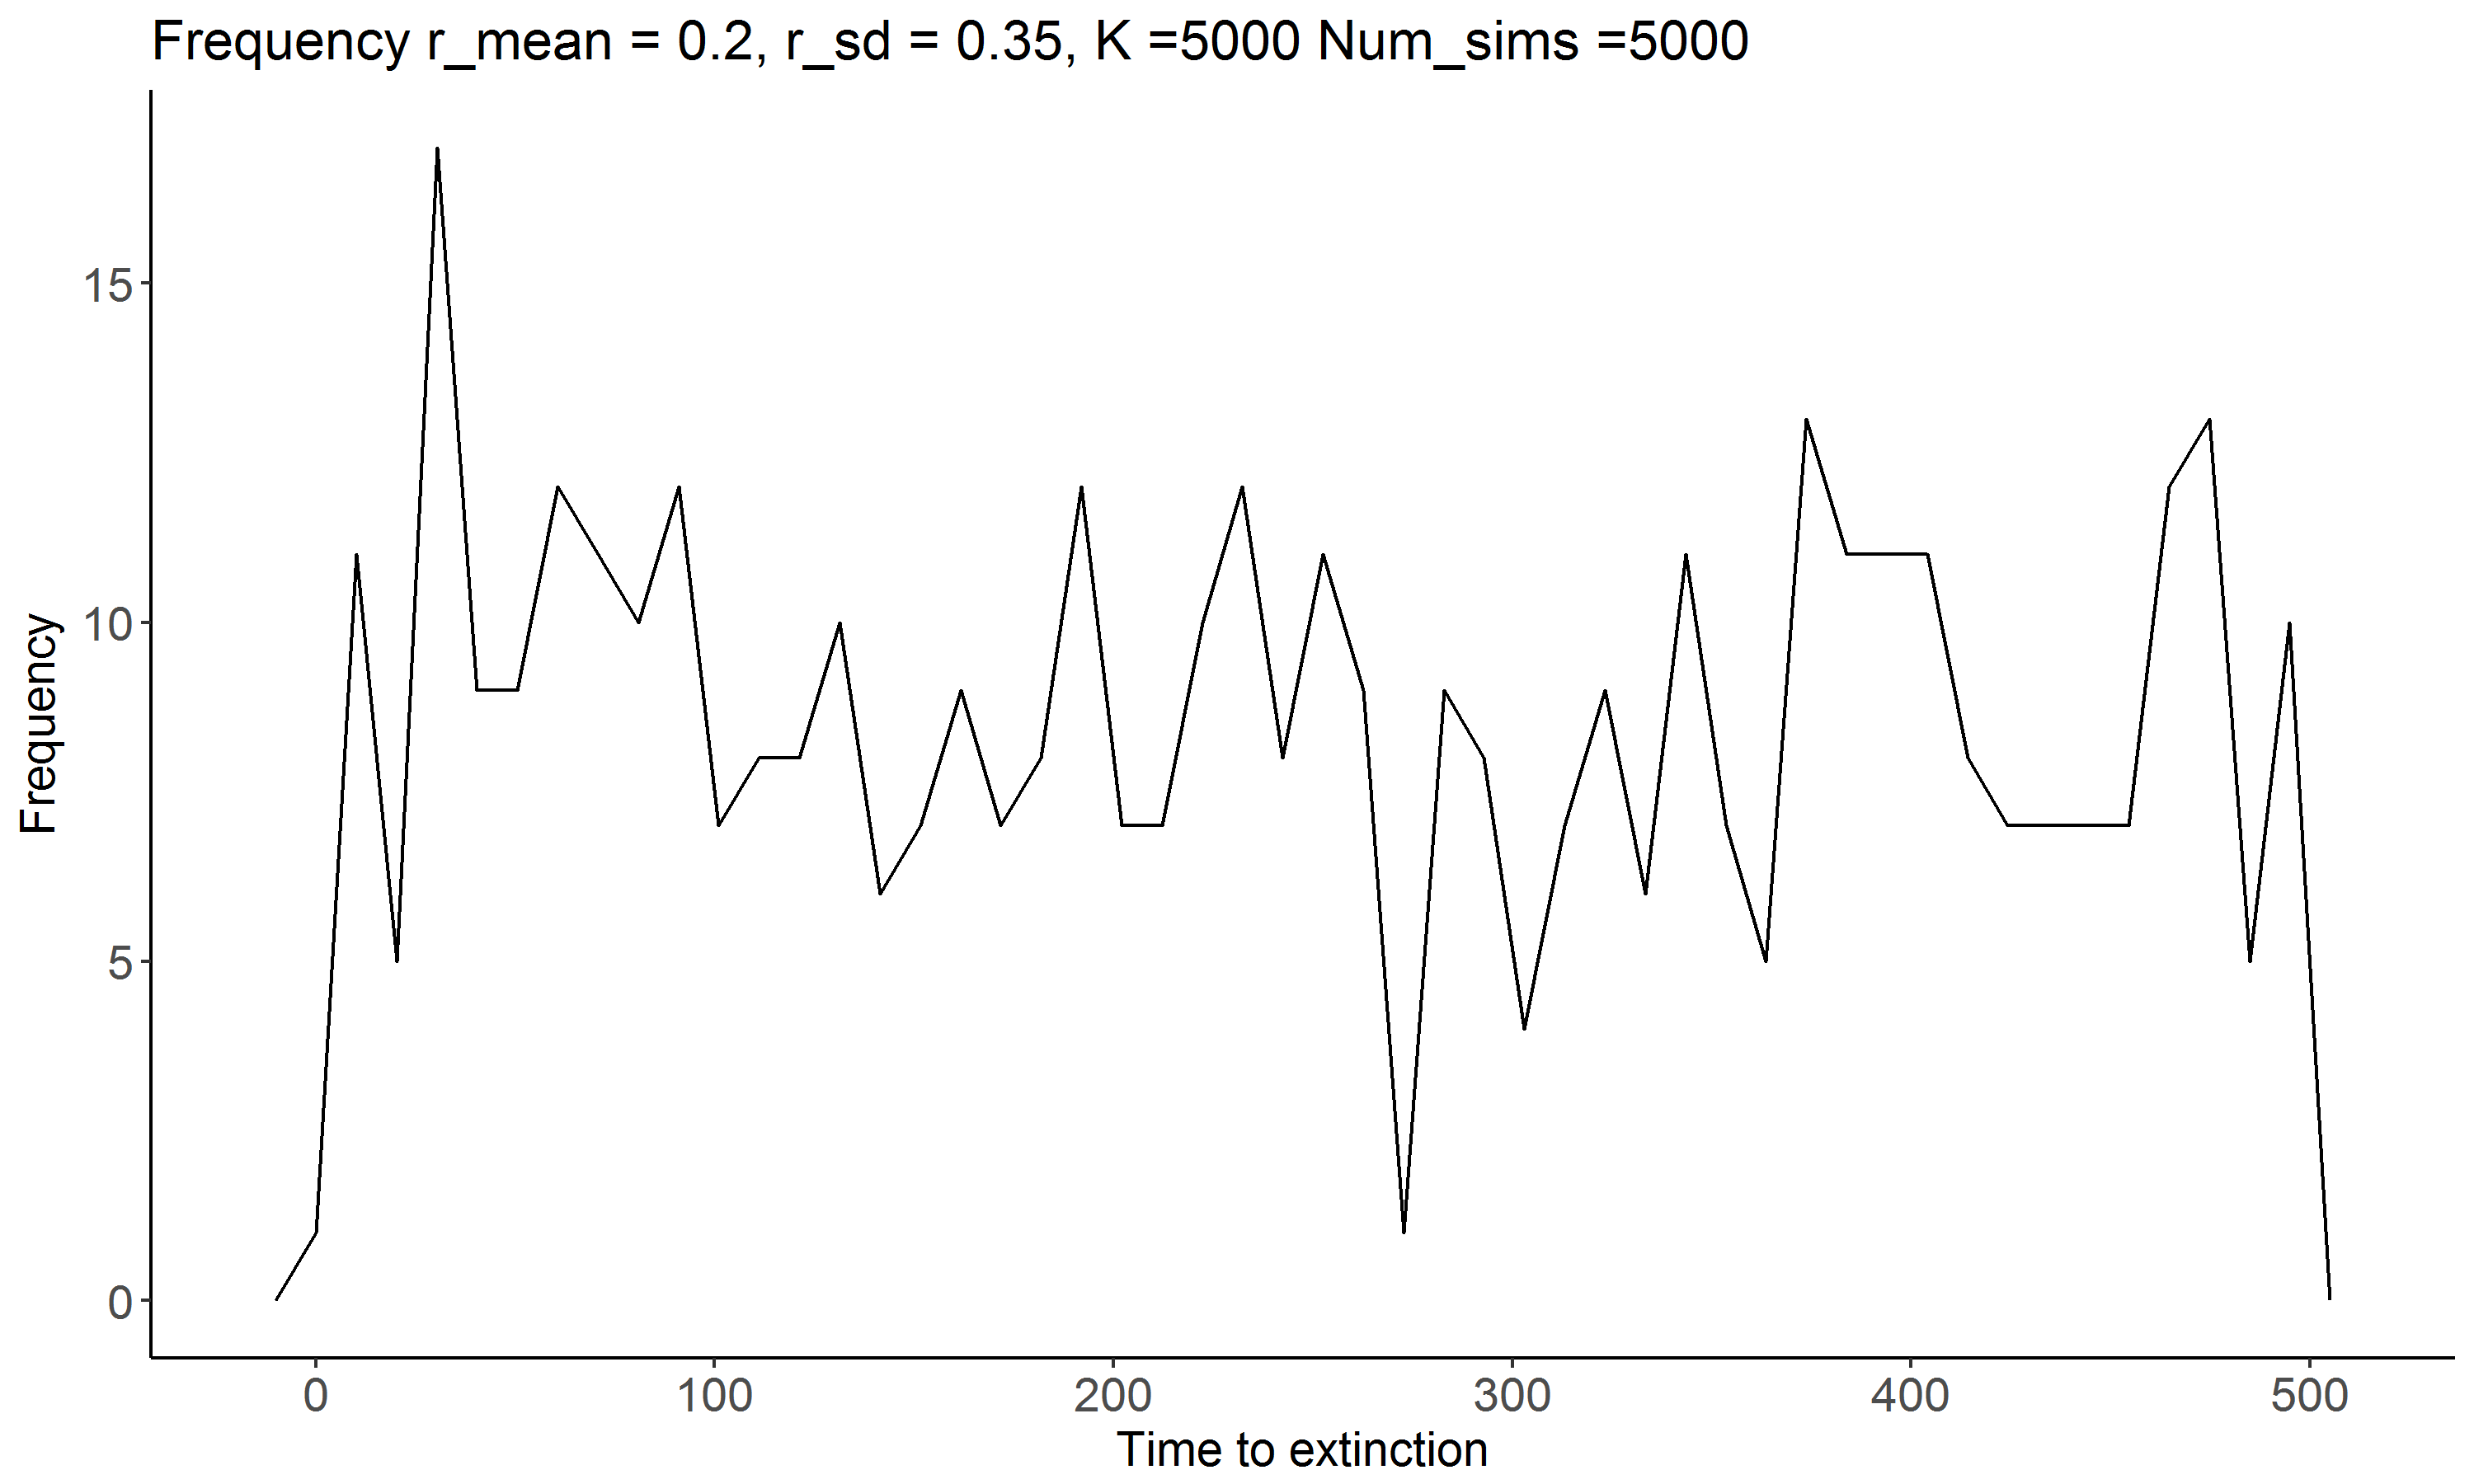 Frequency r_mean = 0.2, r_sd = 0.35, K =5000 Num_sims =5000
15
10
5
0
Frequency
0 100 200 300 400 500
Time to extinction